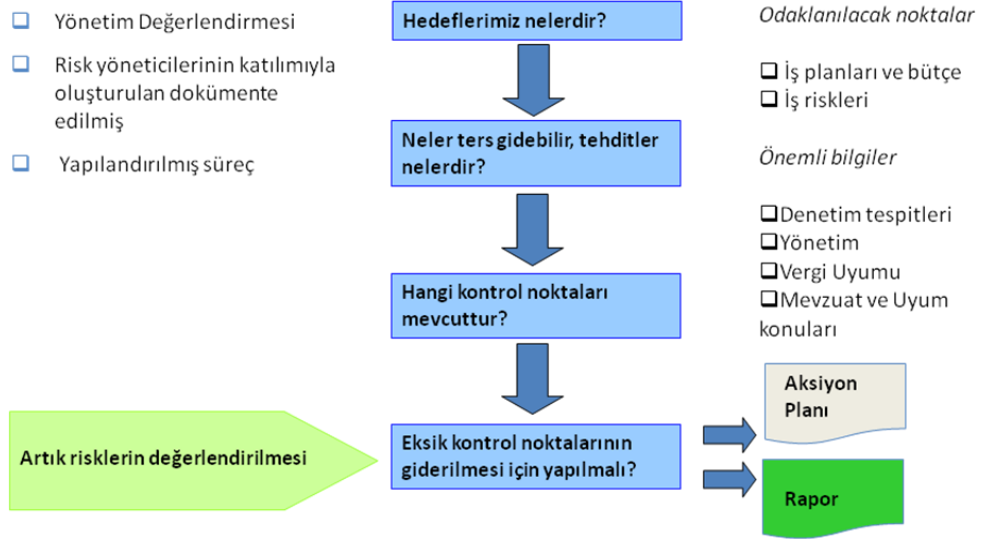 Yönetim Değerlendirmesi
Risk yöneticilerinin katılımıyla
oluşturulan dokümente
edilmiş
Yapılandırılmış süreç
Hedeflerimiz nelerdir?
Neler ters gidebilir, tehditler
nelerdir?
Hangi kontrol noktaları
mevcuttur?
Artık risklerin değerlendirilmesi
Eksik kontrol noktalarının
giderilmesi için yapılmalı?
Odaklanılacak noktalar
İş planları ve bütçe
İş riskleri
Önemli bilgiler
Denetim tespitleri
Yönetim
Vergi Uyumu
Mevzuat ve Uyum
konuları
Aksiyon
Planı
Rapor